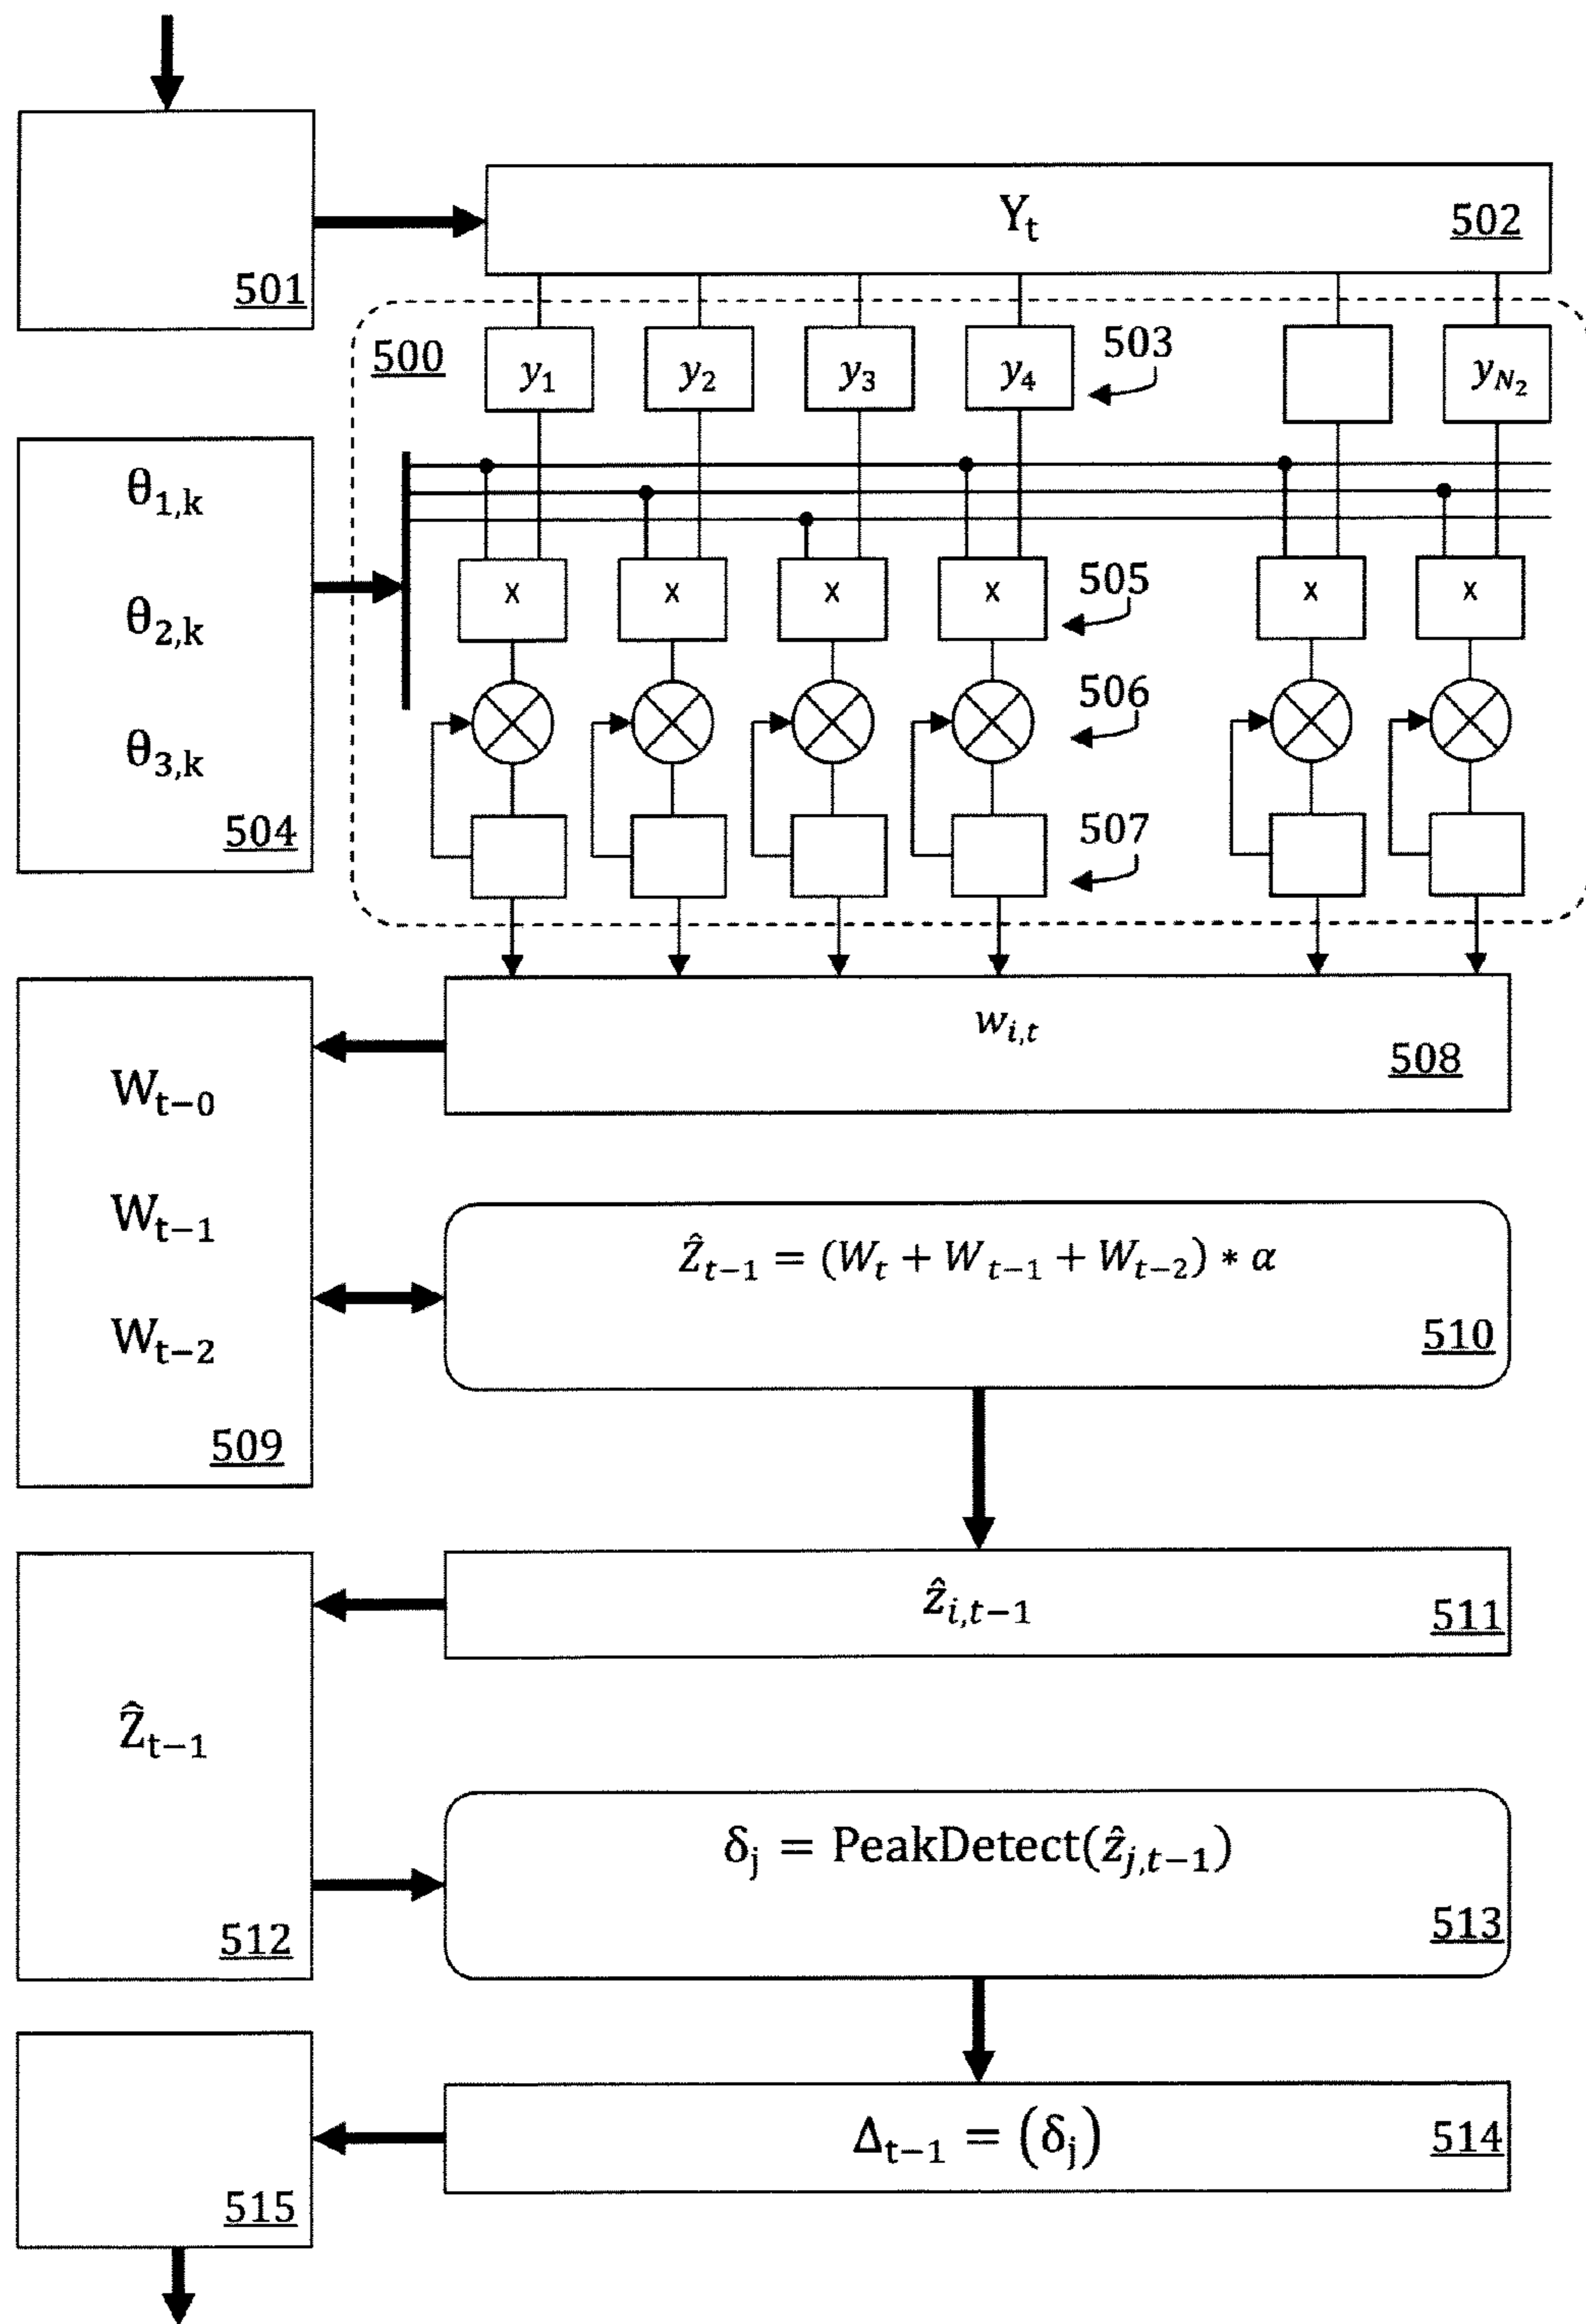 Y_t
502
501
500
y_1
y_2
y_3
y_4
503
y_{N_2}
θ_{1,k}
θ_{2,k}
θ_{3,k}
504
x x x x x x
505
506
507
w_{i,t}
508
W_{t−0}
W_{t−1}
W_{t−2}
509
Ẑ_{t−1} = (W_t + W_{t−1} + W_{t−2}) * α
510
ẑ_{i,t−1}
511
Ẑ_{t−1}
512
δ_j = PeakDetect(ẑ_{j,t−1})
513
Δ_{t−1} = (δ_j)
514
515